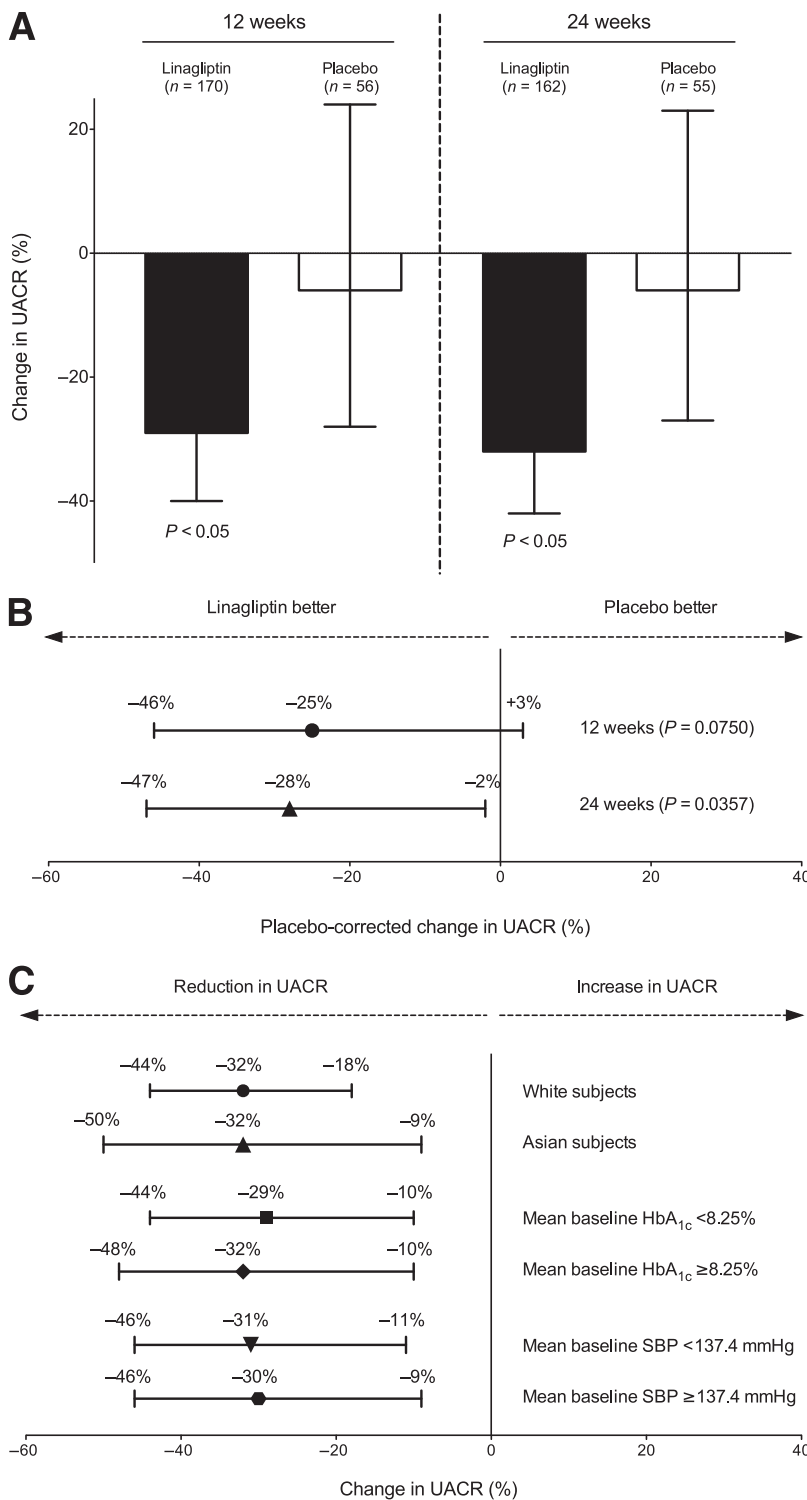 A
12 weeks
24 weeks
Linagliptin
(n = 170)
Placebo
(n = 56)
Linagliptin
(n = 162)
Placebo
(n = 55)
20
0
–20
–40
Change in UACR (%)
P < 0.05
P < 0.05
B
Linagliptin better
Placebo better
–46%
–25%
+3%
12 weeks (P = 0.0750)
–47%
–28%
–2%
24 weeks (P = 0.0357)
–60
–40
–20
0
20
40
Placebo-corrected change in UACR (%)
C
Reduction in UACR
Increase in UACR
–44%
–32%
–18%
White subjects
–50%
–32%
–9%
Asian subjects
–44%
–29%
–10%
Mean baseline HbA1c <8.25%
–48%
–32%
–10%
Mean baseline HbA1c ≥8.25%
–46%
–31%
–11%
Mean baseline SBP <137.4 mmHg
–46%
–30%
–9%
Mean baseline SBP ≥137.4 mmHg
–60
–40
–20
0
20
40
Change in UACR (%)